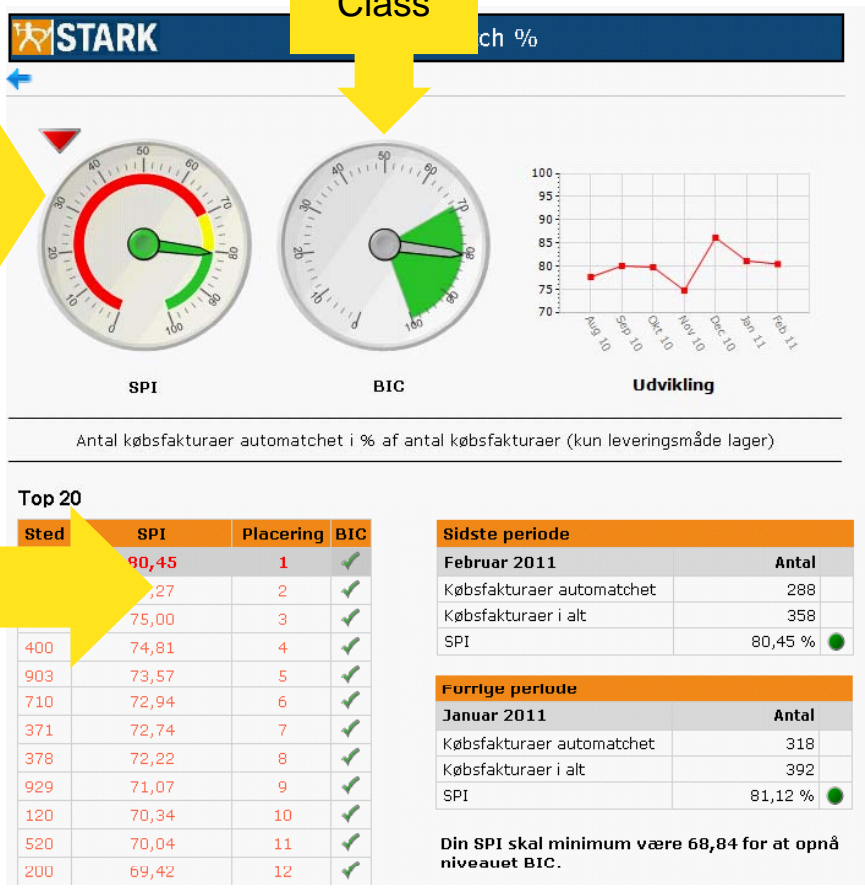 Class
STARK
ch %
0 10 20 30 40 50 60 70 80 90 100
SPI
0 10 20 30 40 50 60 70 80 90 100
BIC
100
95
90
85
80
75
70
Aug 10 Sep 10 Okt 10 Nov 10 Dec 10 Jan 11 Feb 11
Udvikling
Antal købsfakturaer automatchet i % af antal købsfakturaer (kun leveringsmåde lager)
Top 20
Sted SPI Placering BIC
80,45 1
,27 2
75,00 3
400 74,81 4
903 73,57 5
710 72,94 6
371 72,74 7
378 72,22 8
929 71,07 9
120 70,34 10
520 70,04 11
200 69,42 12
Sidste periode
Februar 2011 Antal
Købsfakturaer automatchet 288
Købsfakturaer i alt 358
SPI 80,45 %
Forrige periode
Januar 2011 Antal
Købsfakturaer automatchet 318
Købsfakturaer i alt 392
SPI 81,12 %
Din SPI skal minimum være 68,84 for at opnå
niveauet BIC.